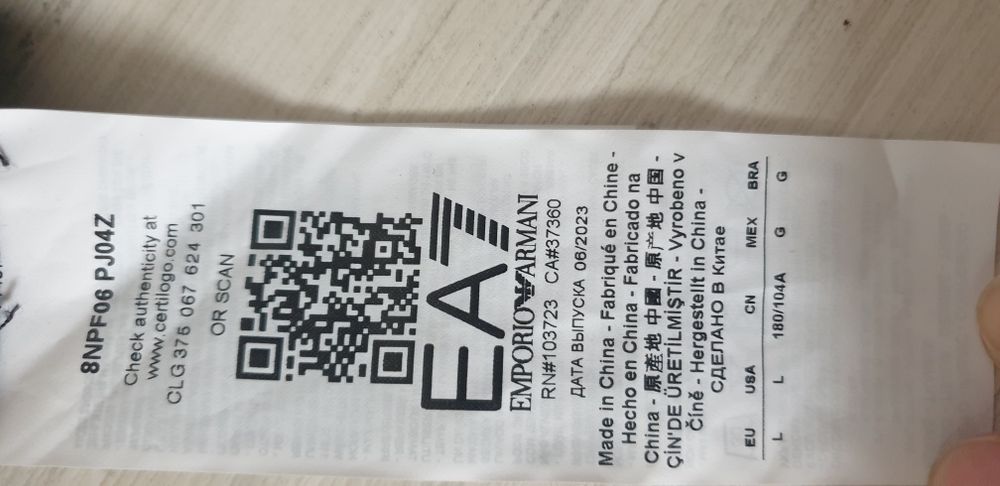 8NPF06 PJ04Z
Check authenticity at
www.certilogo.com
CLG 375 067 624 301
OR SCAN
EA7
EMPORIO ARMANI
RN#103723 CA#37360
ДАТА ВЫПУСКА 06/2023
Made in China - Fabriqué en Chine -
Hecho en China - Fabricado na
China - 原產地 中國 - 原产地 中国 -
ÇİN'DE ÜRETİLMİŞTİR - Vyrobeno v
Číně - Hergestellt in China -
СДЕЛАНО В Китае
EU USA CN MEX BRA
L L 180/104A G G